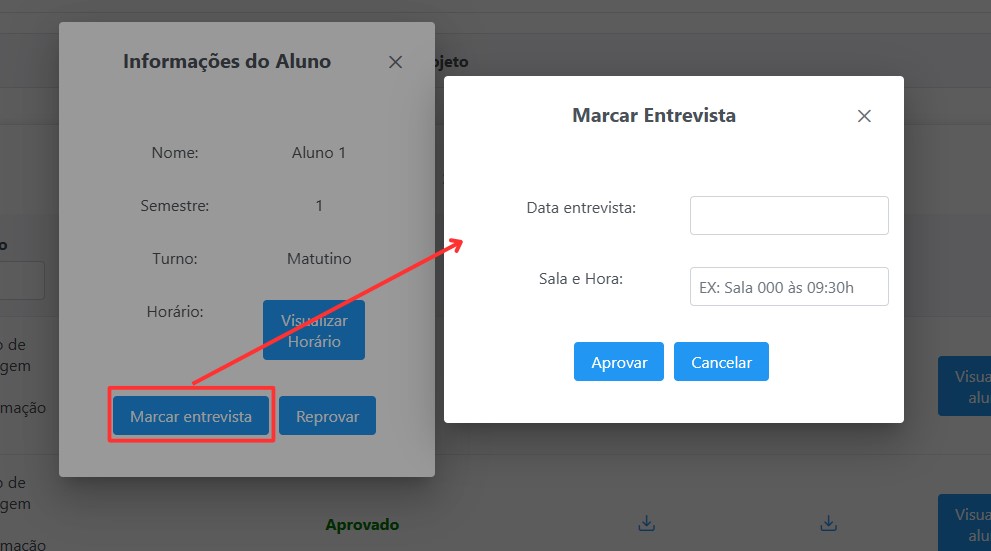 Informações do Aluno
Nome: Aluno 1
Semestre: 1
Turno: Matutino
Horário:
Visualizar
Horário
Marcar entrevista
Reprovar
ojeto
Marcar Entrevista
Data entrevista:
Sala e Hora:
EX: Sala 000 às 09:30h
Aprovar
Cancelar
o
o de
gem
mação
Visua
alu
o de
gem
mação
Aprovado
Visua
alu